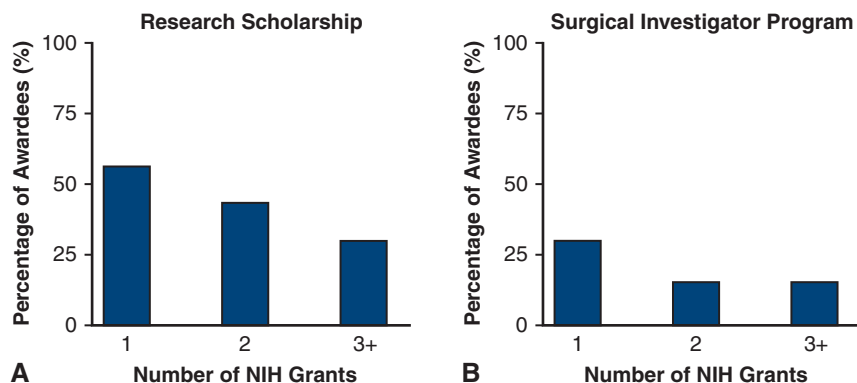 Research Scholarship
Percentage of Awardees (%)
100
75
50
25
0
1 2 3+
Number of NIH Grants
A
Surgical Investigator Program
Percentage of Awardees (%)
100
75
50
25
0
1 2 3+
Number of NIH Grants
B